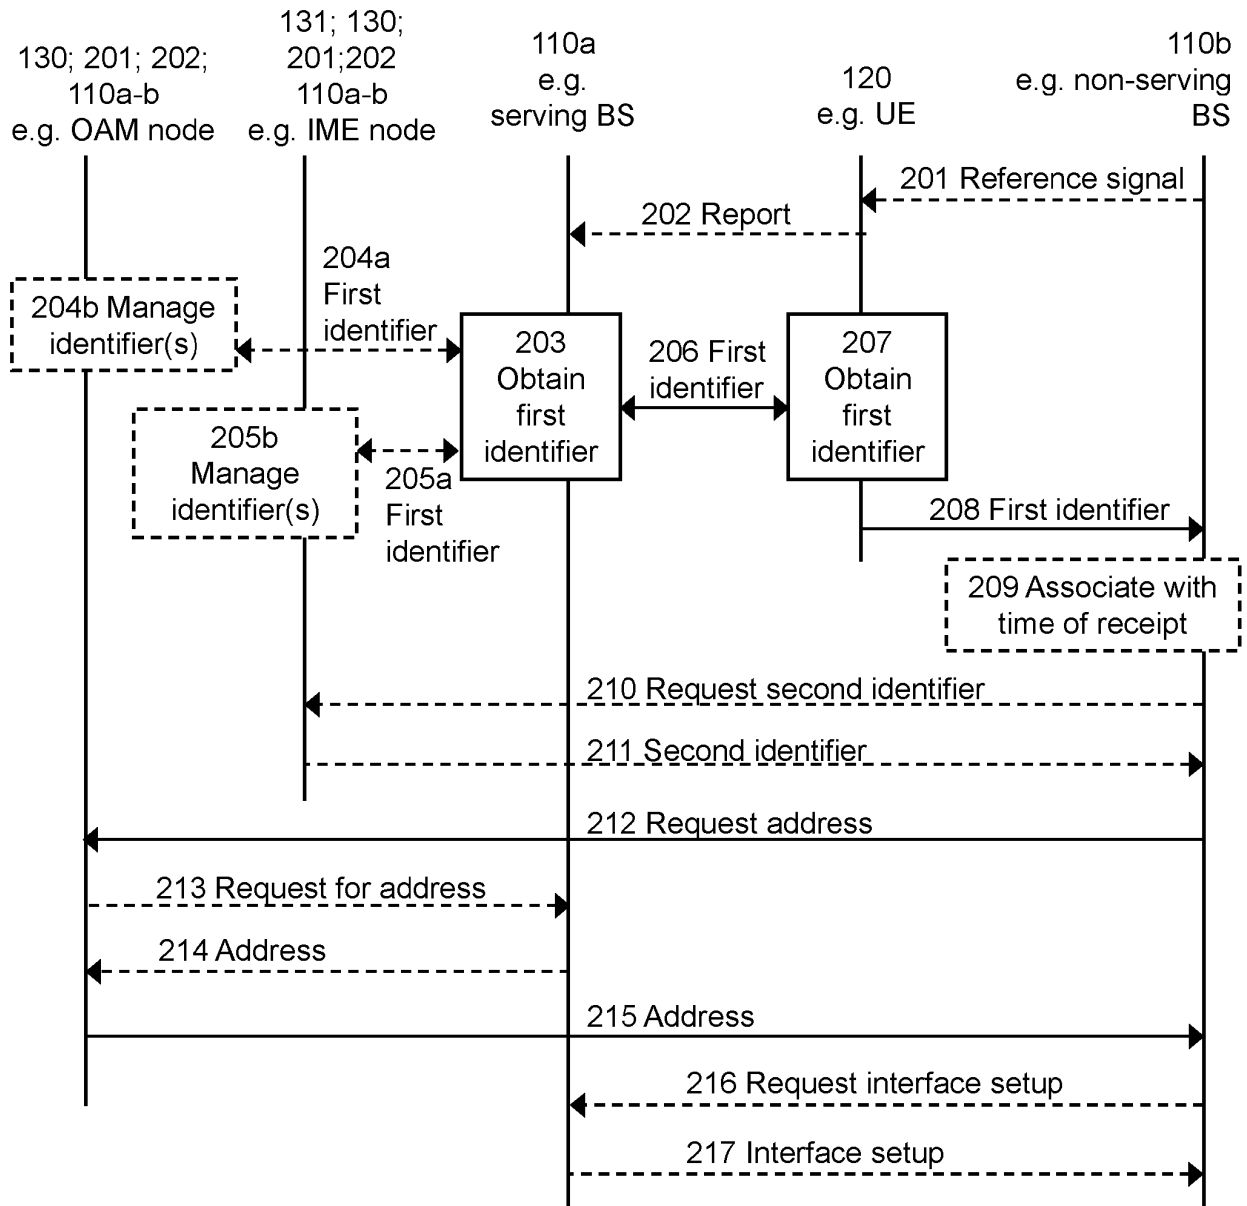 130; 201; 202;
110a-b
e.g. OAM node
131; 130;
201;202
110a-b
e.g. IME node
110a
e.g.
serving BS
120
e.g. UE
110b
e.g. non-serving
BS
201 Reference signal
202 Report
204a
First
identifier
204b Manage
identifier(s)
203
Obtain
first
identifier
206 First
identifier
207
Obtain
first
identifier
205b
Manage
identifier(s)
205a
First
identifier
208 First identifier
209 Associate with
time of receipt
210 Request second identifier
211 Second identifier
212 Request address
213 Request for address
214 Address
215 Address
216 Request interface setup
217 Interface setup